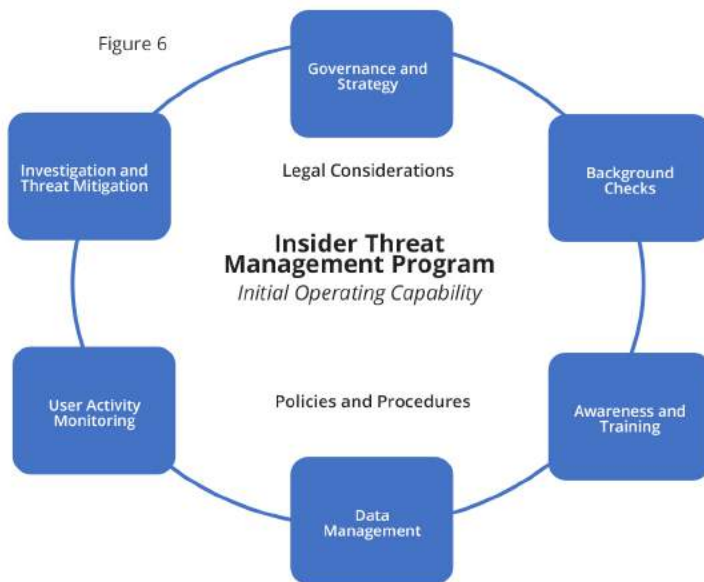 Figure 6
Governance and
Strategy
Investigation and
Threat Mitigation
Legal Considerations
Background
Checks
Insider Threat
Management Program
Initial Operating Capability
User Activity
Monitoring
Policies and Procedures
Awareness and
Training
Data
Management